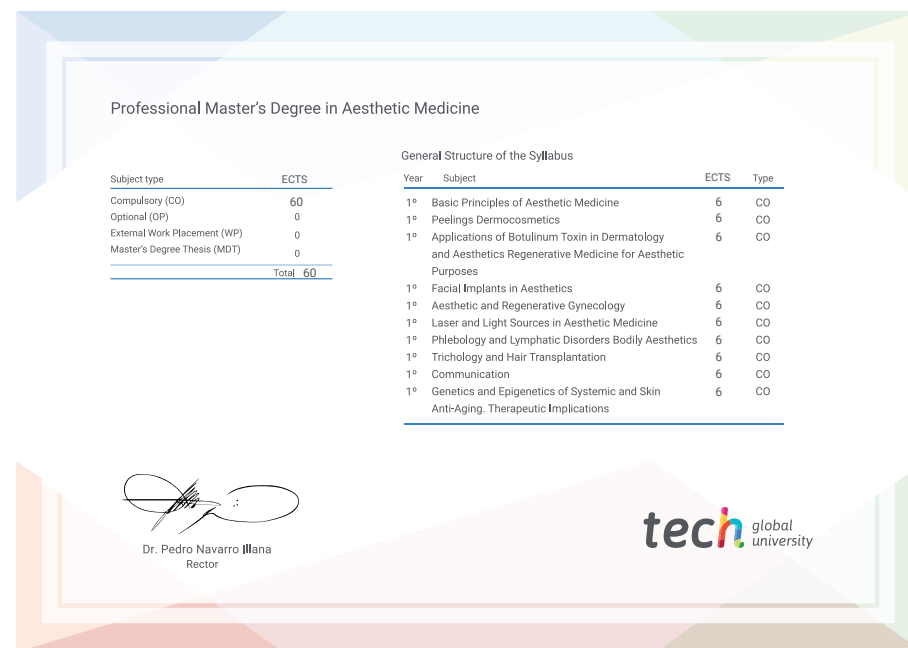 Professional Master's Degree in Aesthetic Medicine
Subject type ECTS
Compulsory (CO) 60
Optional (OP) 0
External Work Placement (WP) 0
Master's Degree Thesis (MDT) 0
Total 60
General Structure of the Syllabus
Year Subject ECTS Type
1º Basic Principles of Aesthetic Medicine 6 CO
1º Peelings Dermocosmetics 6 CO
1º Applications of Botulinum Toxin in Dermatology 6 CO
and Aesthetics Regenerative Medicine for Aesthetic
Purposes
1º Facial Implants in Aesthetics 6 CO
1º Aesthetic and Regenerative Gynecology 6 CO
1º Laser and Light Sources in Aesthetic Medicine 6 CO
1º Phlebology and Lymphatic Disorders Bodily Aesthetics 6 CO
1º Trichology and Hair Transplantation 6 CO
1º Communication 6 CO
1º Genetics and Epigenetics of Systemic and Skin 6 CO
Anti-Aging. Therapeutic Implications
Dr. Pedro Navarro Illana
Rector
tech global
university